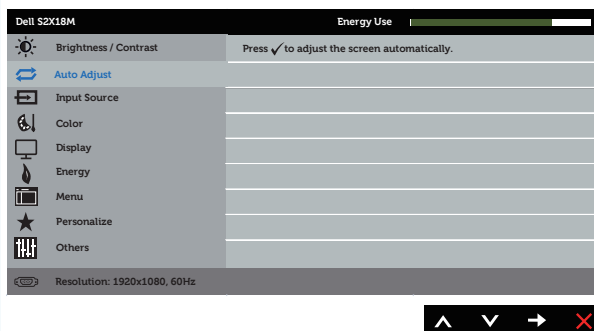 Dell S2X18M
Energy Use
Brightness / Contrast
Press ✓ to adjust the screen automatically.
Auto Adjust
Input Source
Color
Display
Energy
Menu
Personalize
Others
Resolution: 1920x1080, 60Hz